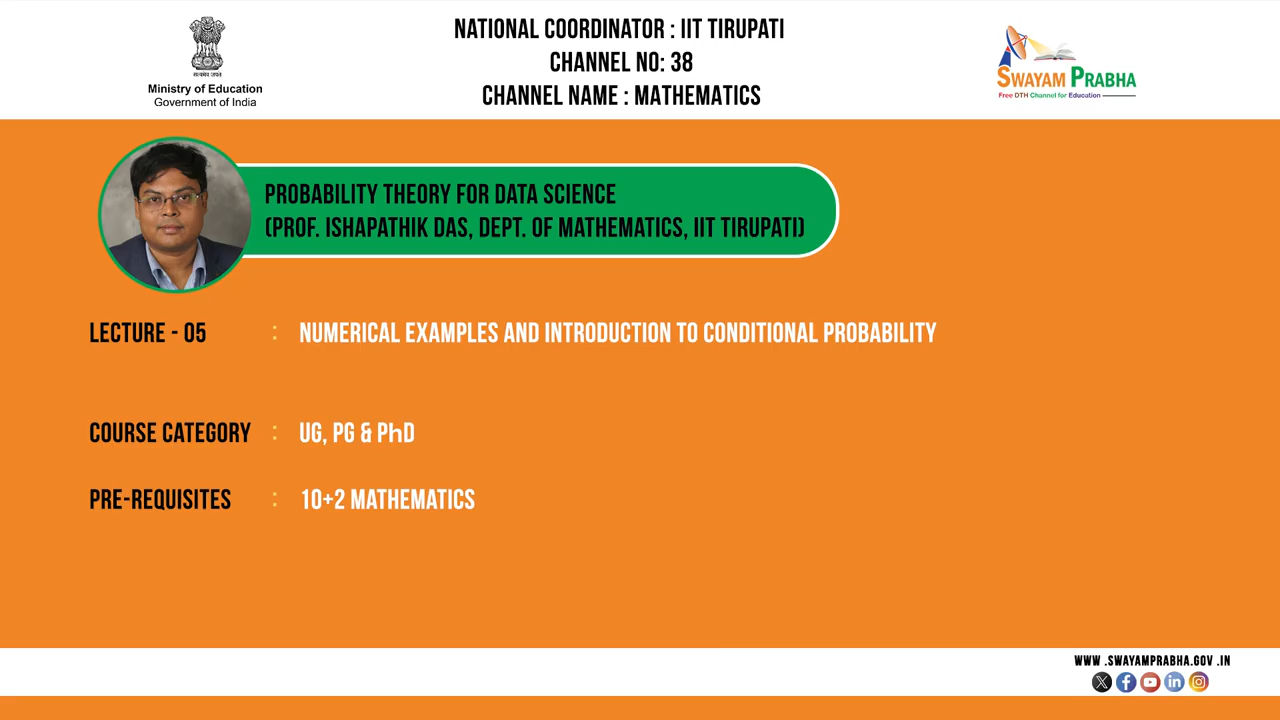 NATIONAL COORDINATOR : IIT TIRUPATI
CHANNEL NO: 38
CHANNEL NAME : MATHEMATICS
सत्यमेव जयते
Ministry of Education
Government of India
SWAYAM PRABHA
Free DTH Channel for Education
PROBABILITY THEORY FOR DATA SCIENCE
(PROF. ISHAPATHIK DAS, DEPT. OF MATHEMATICS, IIT TIRUPATI)
LECTURE - 05 : NUMERICAL EXAMPLES AND INTRODUCTION TO CONDITIONAL PROBABILITY
COURSE CATEGORY : UG, PG & PhD
PRE-REQUISITES : 10+2 MATHEMATICS
WWW .SWAYAMPRABHA.GOV .IN